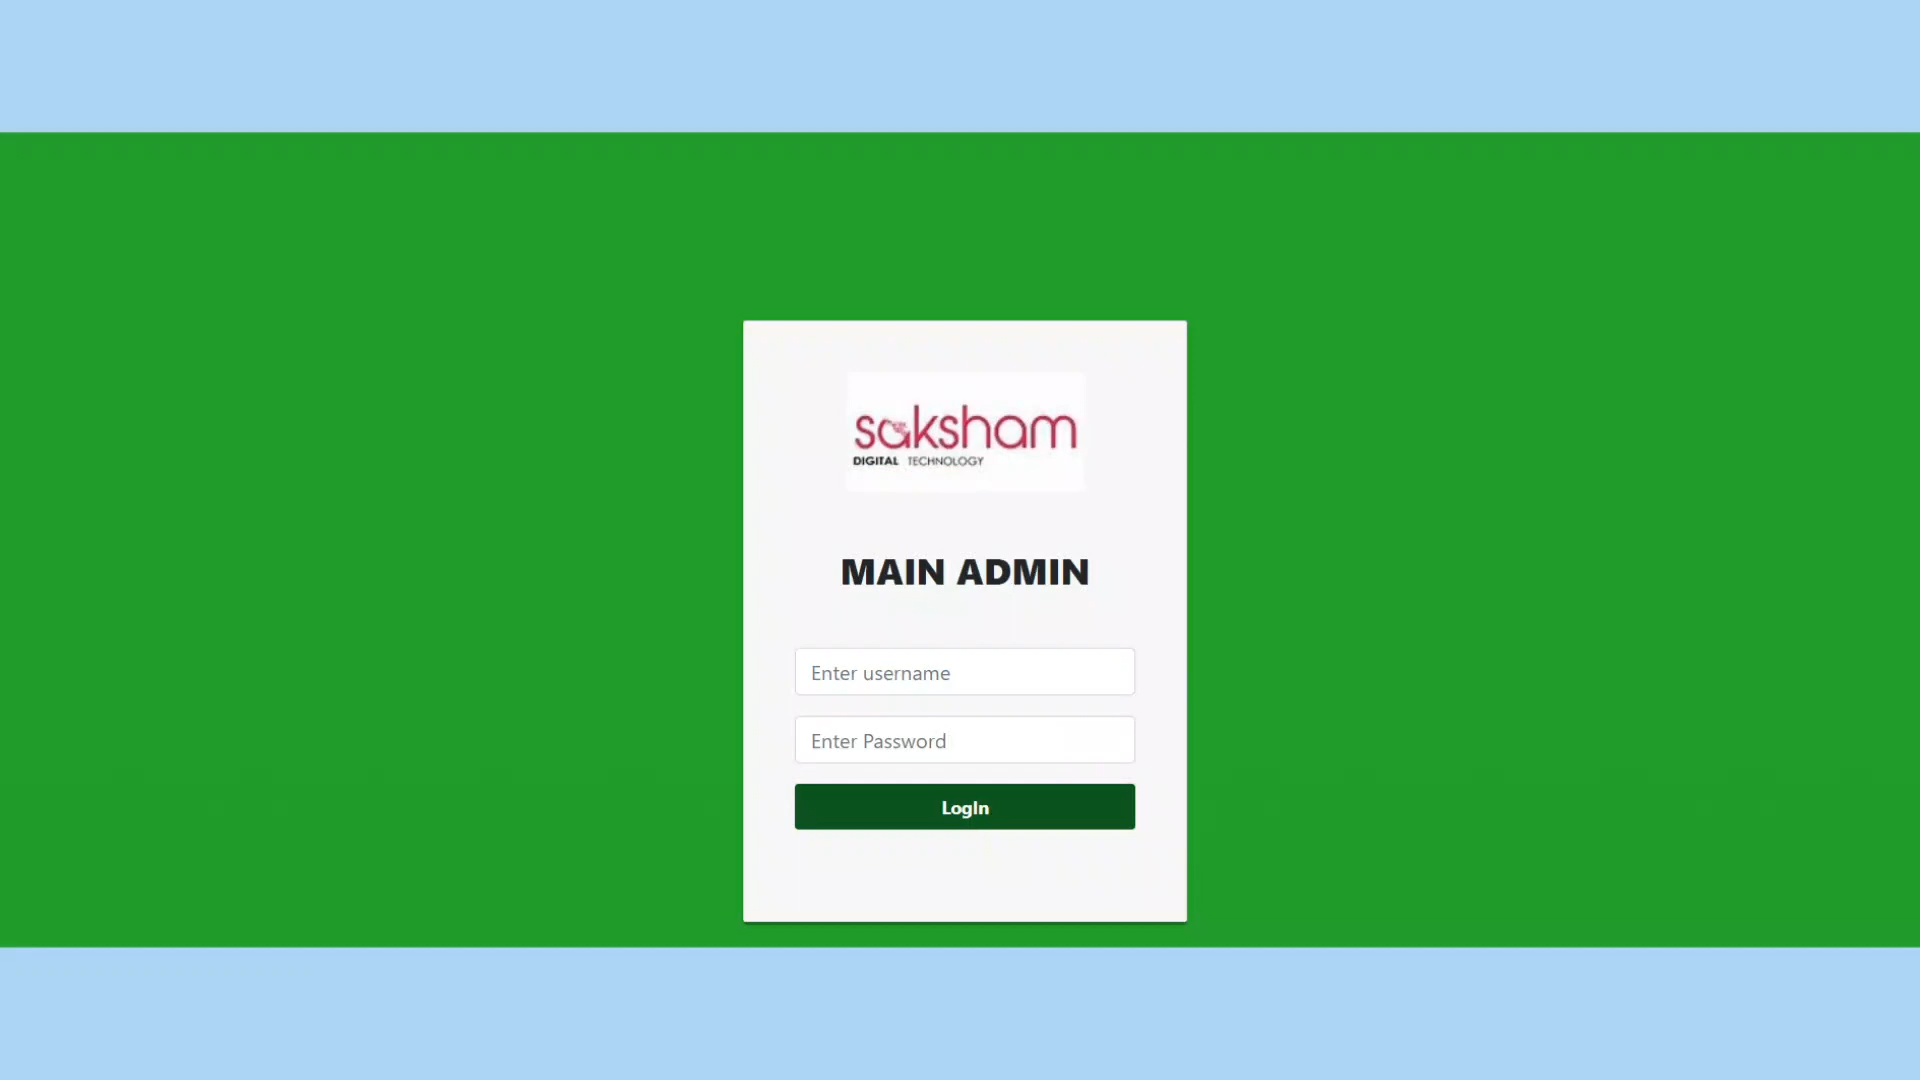 saksham
DIGITAL TECHNOLOGY
MAIN ADMIN
Enter username
Enter Password
LogIn